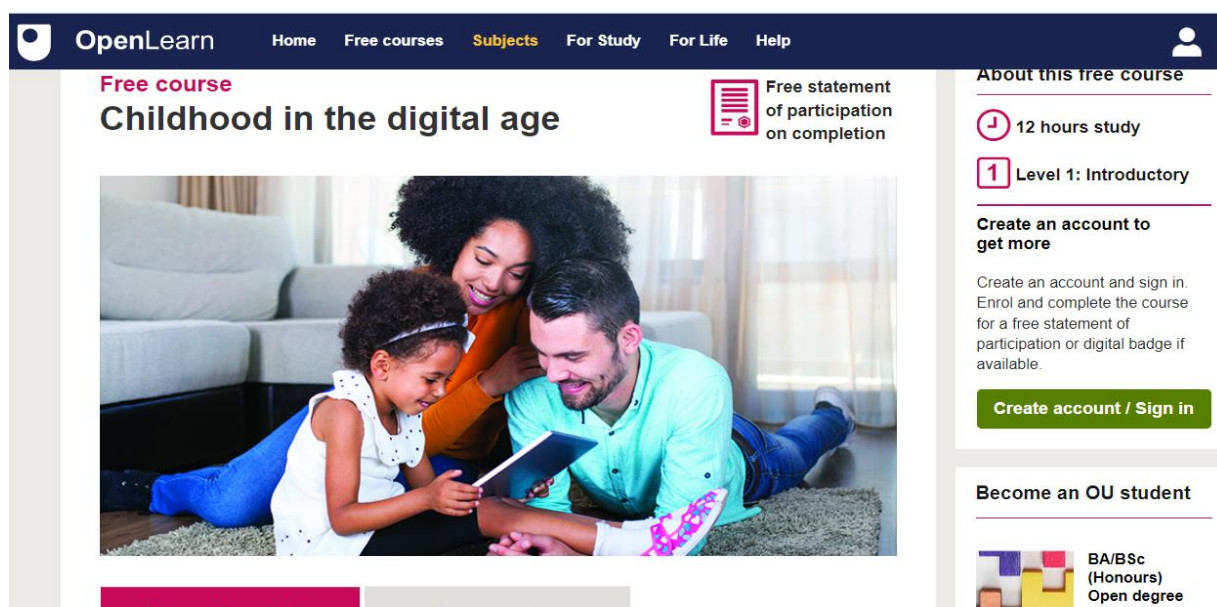 OpenLearn
Home Free courses Subjects For Study For Life Help
Free course
Childhood in the digital age
Free statement
of participation
on completion
About this free course
12 hours study
1 Level 1: Introductory
Create an account to
get more
Create an account and sign in.
Enrol and complete the course
for a free statement of
participation or digital badge if
available.
Create account / Sign in
Become an OU student
BA/BSc
(Honours)
Open degree